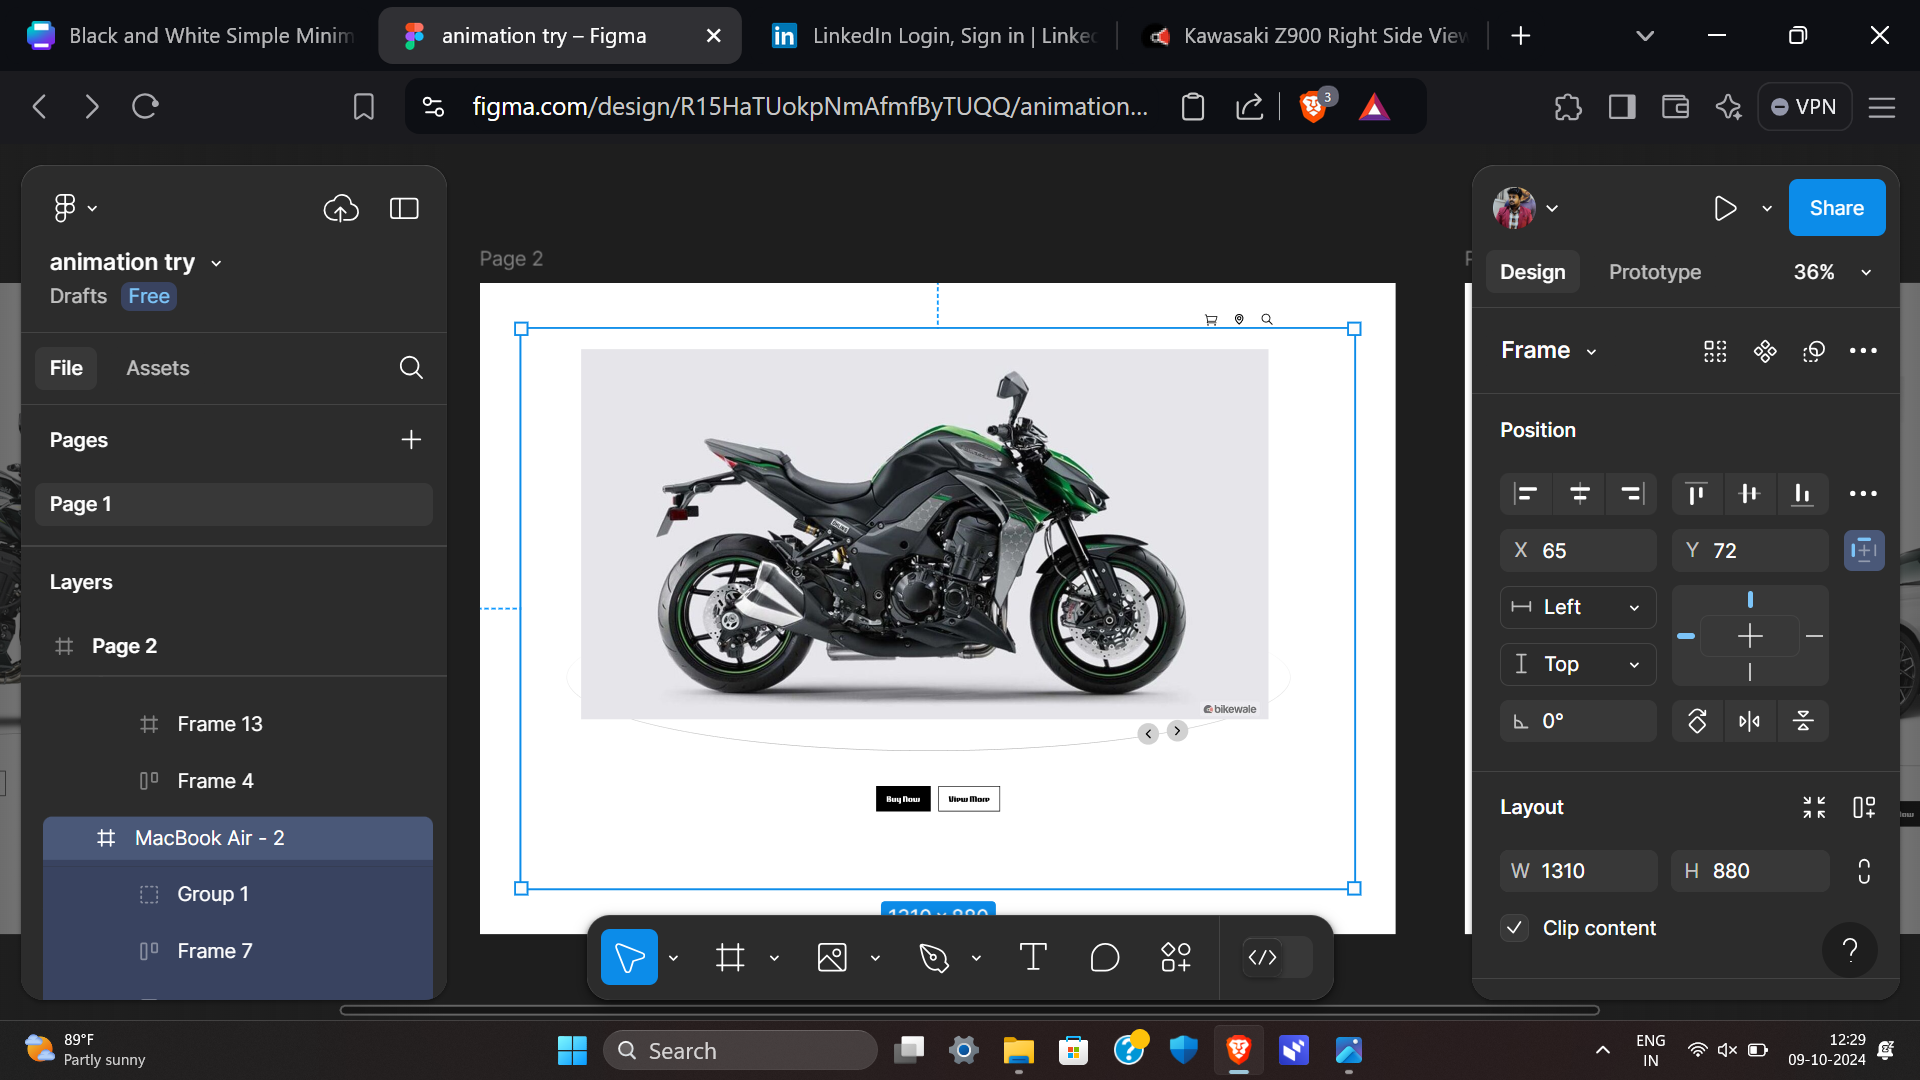 Black and White Simple Minim
animation try – Figma
LinkedIn Login, Sign in | Linke
Kawasaki Z900 Right Side View
figma.com/design/R15HaTUokpNmAfmfByTUQQ/animation...
3
VPN
animation try
Drafts Free
File Assets
Pages
Page 1
Layers
Page 2
Frame 13
Frame 4
MacBook Air - 2
Group 1
Frame 7
Page 2
bikewale
Buy Now View More
1310 × 880
Share
Design Prototype 36%
Frame
Position
X 65 Y 72
Left
Top
0°
Layout
W 1310 H 880
Clip content
?
89°F
Partly sunny
Search
ENG
IN
12:29
09-10-2024